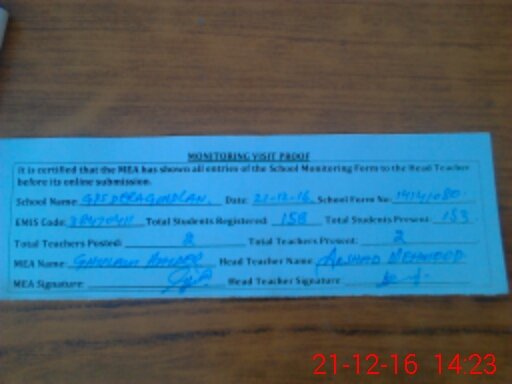 MONITORING VISIT PROOF
It is certified that the MEA has shown all entries of the School Monitoring Form to the Head Teacher
before its online submission.
School Name Date: 21-12-16 School Form No:
EMIS Code: Total Students Registered: 158 Total Students Present: 153
Total Teachers Posted: 2 Total Teachers Present: 2
MEA Name: GHULAM Head Teacher Name ARSHAD MEHMOOD
MEA Signature Head Teacher Signature
21-12-16 14:23